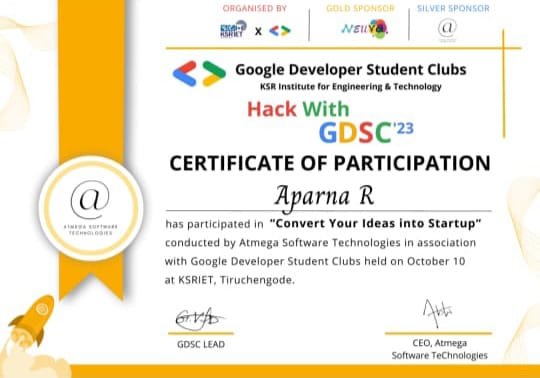 ORGANISED BY
GOLD SPONSOR
SILVER SPONSOR
KSRIET X
NEUYA
Google Developer Student Clubs
KSR Institute for Engineering & Technology
Hack With
GDSC'23
CERTIFICATE OF PARTICIPATION
Aparna R
has participated in "Convert Your Ideas into Startup"
conducted by Atmega Software Technologies in association
with Google Developer Student Clubs held on October 10
at KSRIET, Tiruchengode.
@
ATMEGA SOFTWARE
TECHNOLOGIES
GDSC LEAD
CEO, Atmega
Software TeChnologies